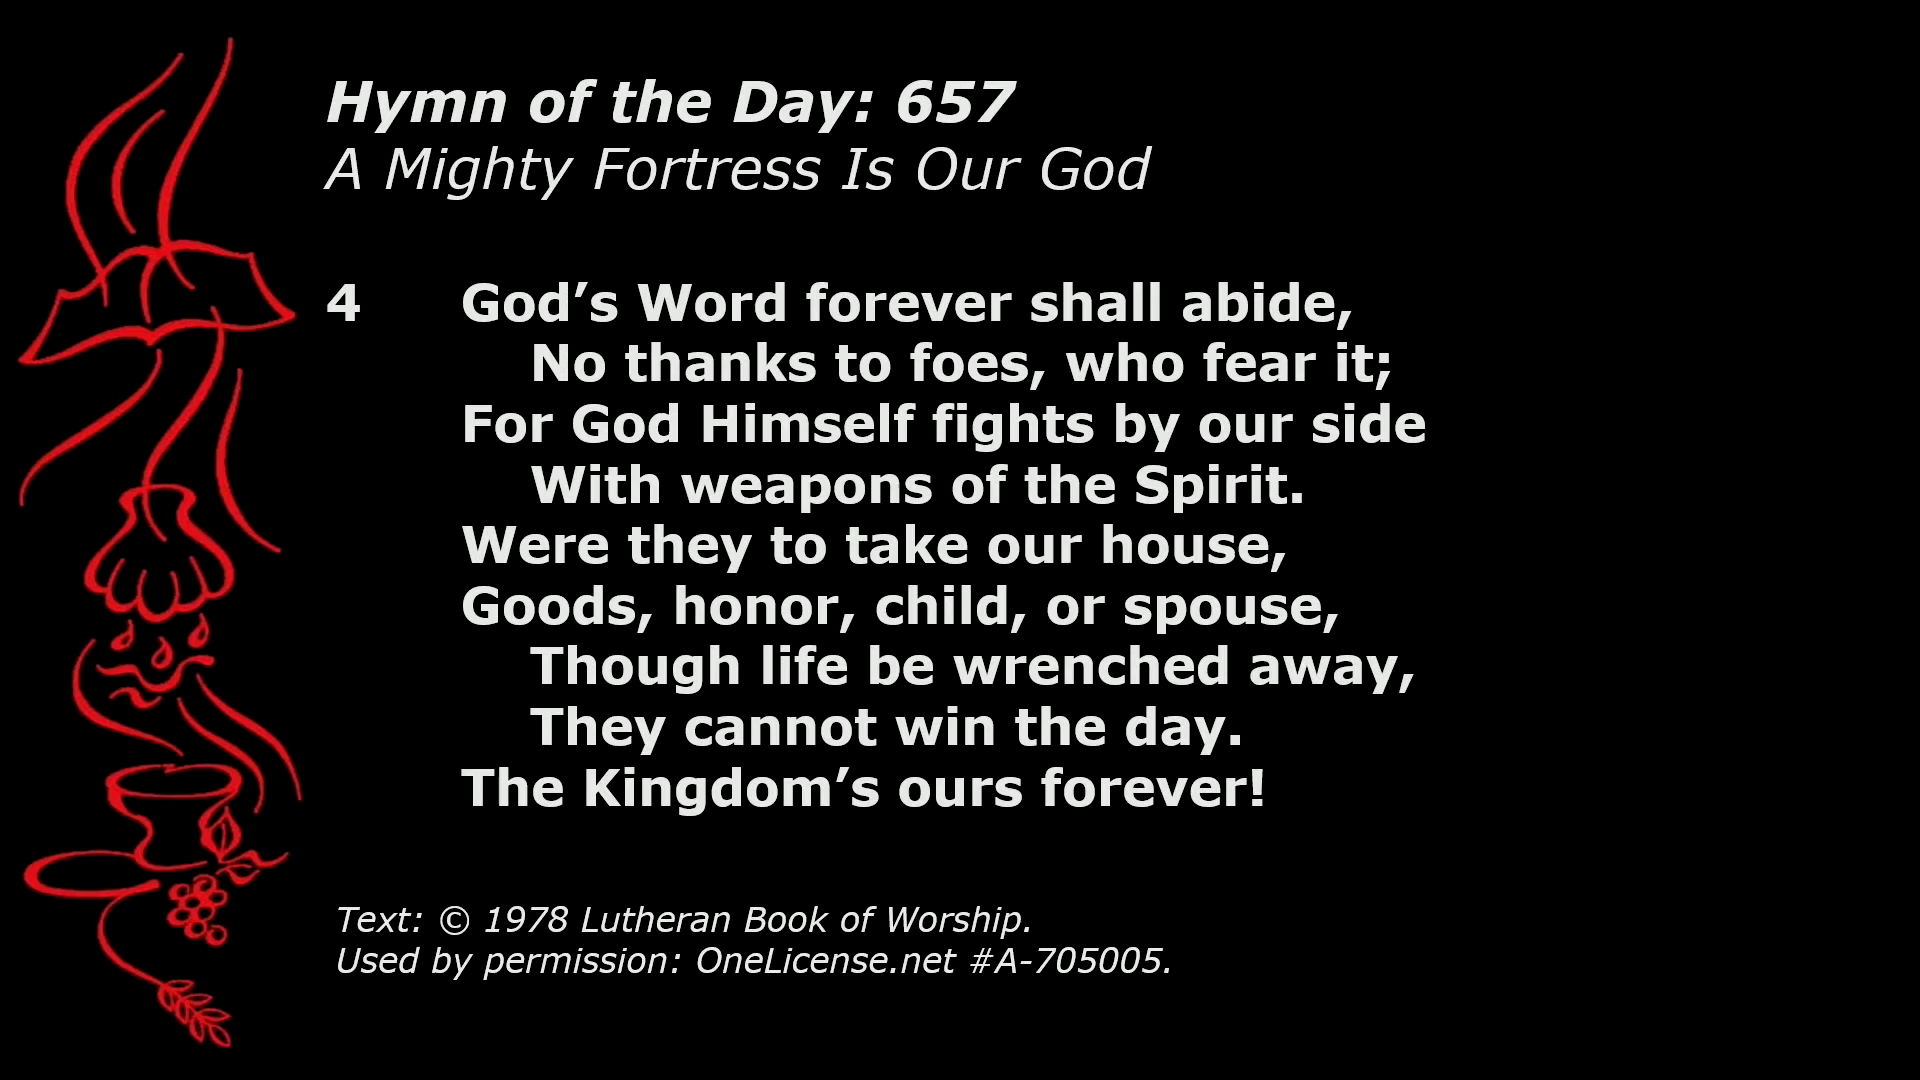 Hymn of the Day: 657
A Mighty Fortress Is Our God
4 God’s Word forever shall abide,
No thanks to foes, who fear it;
For God Himself fights by our side
With weapons of the Spirit.
Were they to take our house,
Goods, honor, child, or spouse,
Though life be wrenched away,
They cannot win the day.
The Kingdom’s ours forever!
Text: © 1978 Lutheran Book of Worship.
Used by permission: OneLicense.net #A-705005.